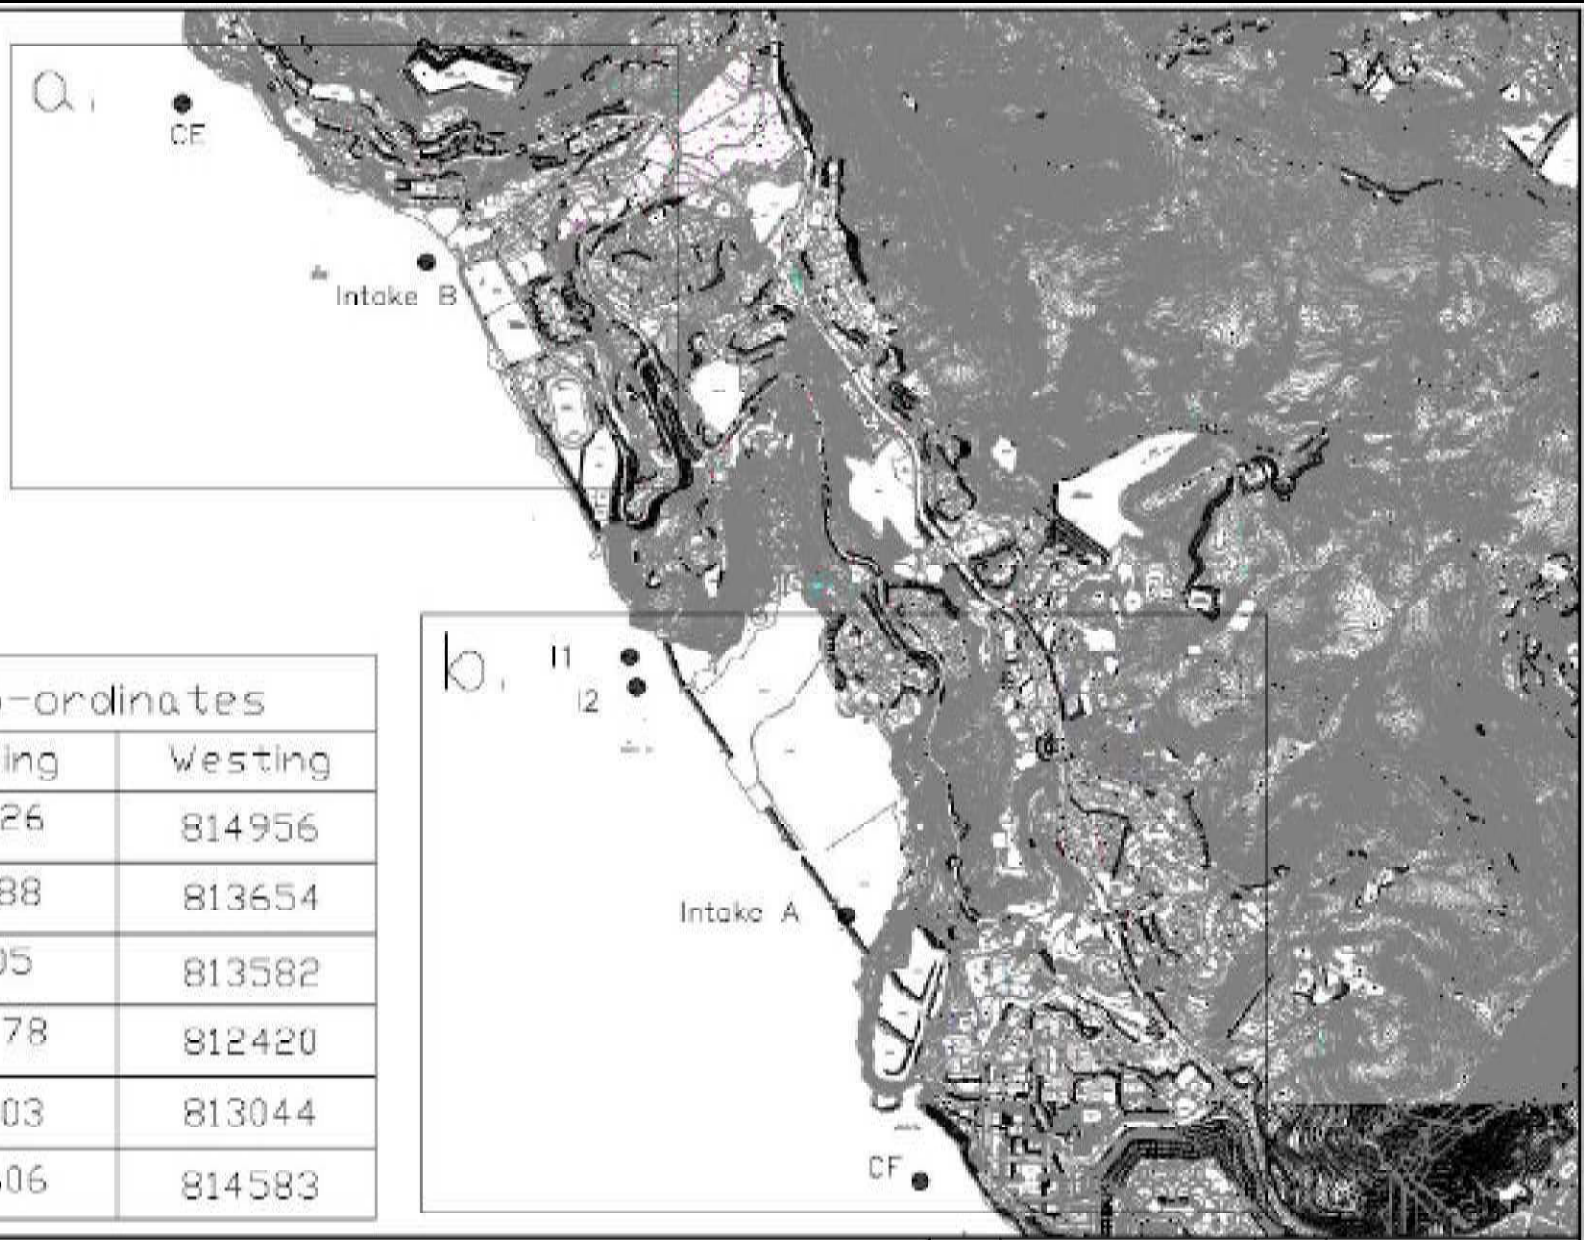 a.
CE
Intake B
b.
I1
I2
Intake A
CF
o-ordinates
ing Westing
26 814956
88 813654
05 813582
78 812420
03 813044
606 814583